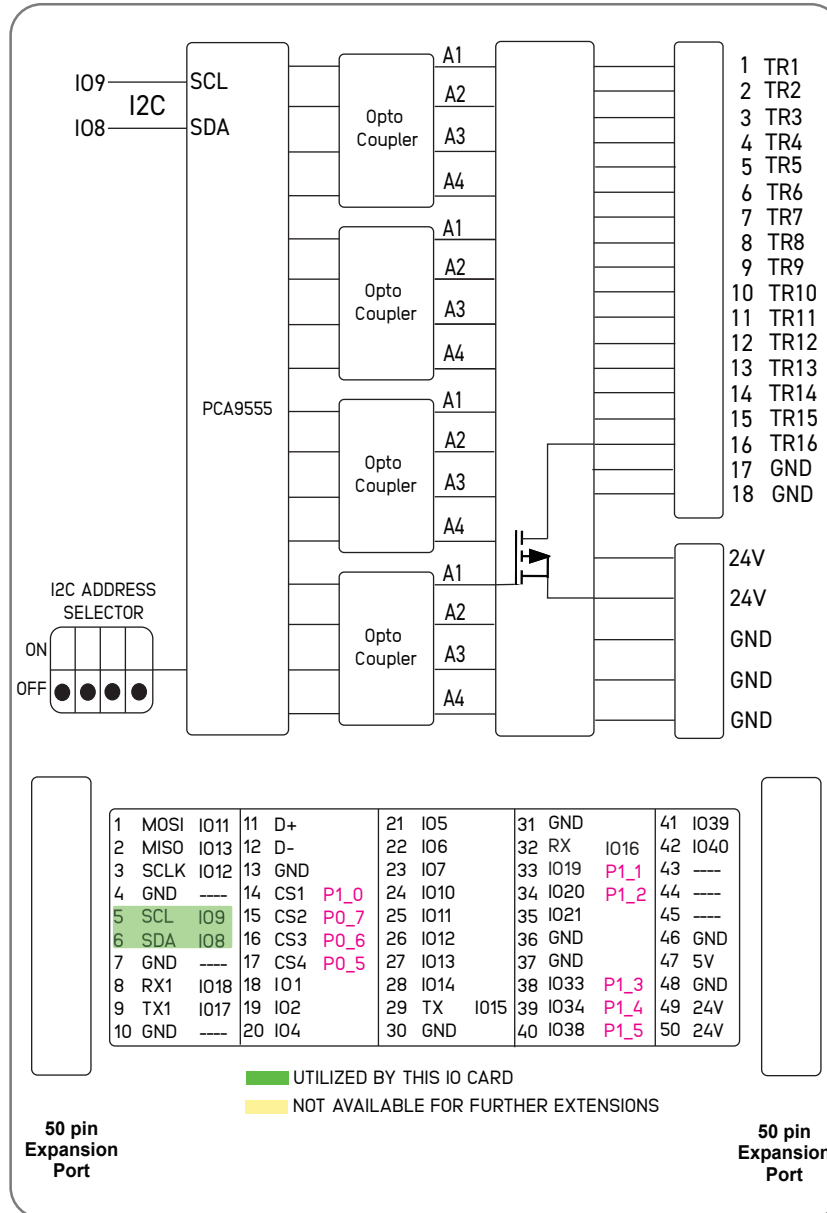 IO9
I2C
IO8
SCL
SDA
PCA9555
Opto
Coupler
A1
A2
A3
A4
Opto
Coupler
A1
A2
A3
A4
Opto
Coupler
A1
A2
A3
A4
Opto
Coupler
A1
A2
A3
A4
1 TR1
2 TR2
3 TR3
4 TR4
5 TR5
6 TR6
7 TR7
8 TR8
9 TR9
10 TR10
11 TR11
12 TR12
13 TR13
14 TR14
15 TR15
16 TR16
17 GND
18 GND
24V
24V
GND
GND
GND
I2C ADDRESS
SELECTOR
ON
OFF
1 MOSI IO11
2 MISO IO13
3 SCLK IO12
4 GND ----
5 SCL IO9
6 SDA IO8
7 GND ----
8 RX1 IO18
9 TX1 IO17
10 GND ----
11 D+
12 D-
13 GND
14 CS1 P1_0
15 CS2 P0_7
16 CS3 P0_6
17 CS4 P0_5
18 IO1
19 IO2
20 IO4
21 IO5
22 IO6
23 IO7
24 IO10
25 IO11
26 IO12
27 IO13
28 IO14
29 TX IO15
30 GND
31 GND
32 RX IO16
33 IO19 P1_1
34 IO20 P1_2
35 IO21
36 GND
37 GND
38 IO33 P1_3
39 IO34 P1_4
40 IO38 P1_5
41 IO39
42 IO40
43 ----
44 ----
45 ----
46 GND
47 5V
48 GND
49 24V
50 24V
UTILIZED BY THIS IO CARD
NOT AVAILABLE FOR FURTHER EXTENSIONS
50 pin
Expansion
Port
50 pin
Expansion
Port